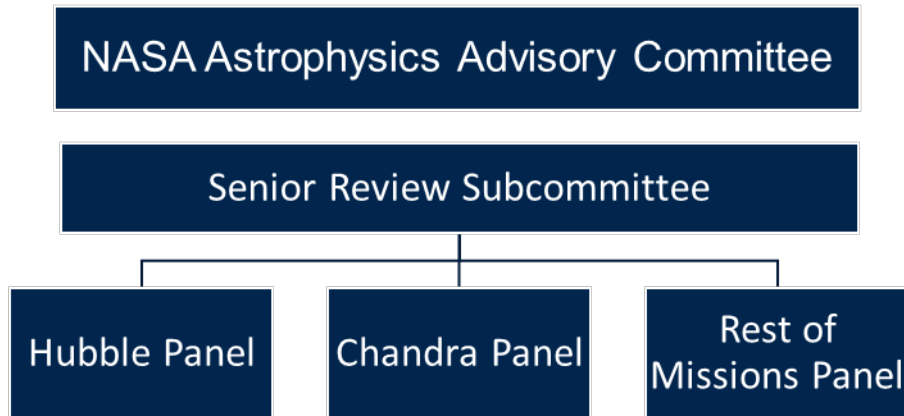 NASA Astrophysics Advisory Committee
Senior Review Subcommittee
Hubble Panel
Chandra Panel
Rest of
Missions Panel